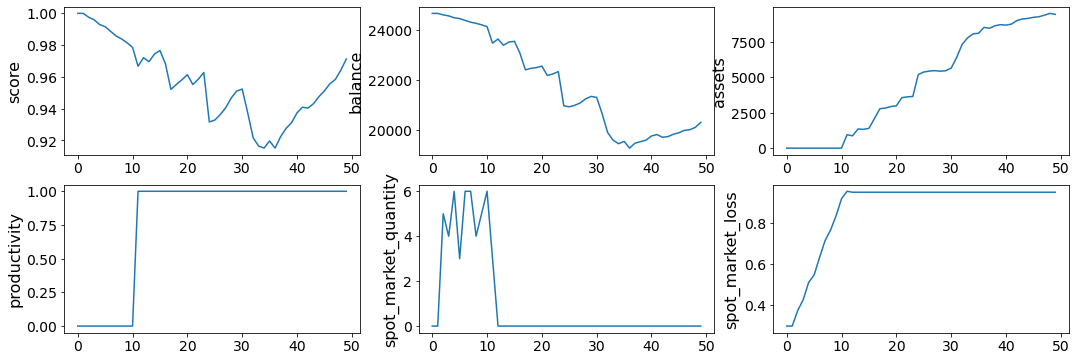 score
1.00
0.98
0.96
0.94
0.92
0 10 20 30 40 50
balance
24000
22000
20000
0 10 20 30 40 50
assets
7500
5000
2500
0
0 10 20 30 40 50
productivity
1.00
0.75
0.50
0.25
0.00
0 10 20 30 40 50
spot_market_quantity
6
4
2
0
0 10 20 30 40 50
spot_market_loss
0.8
0.6
0.4
0 10 20 30 40 50